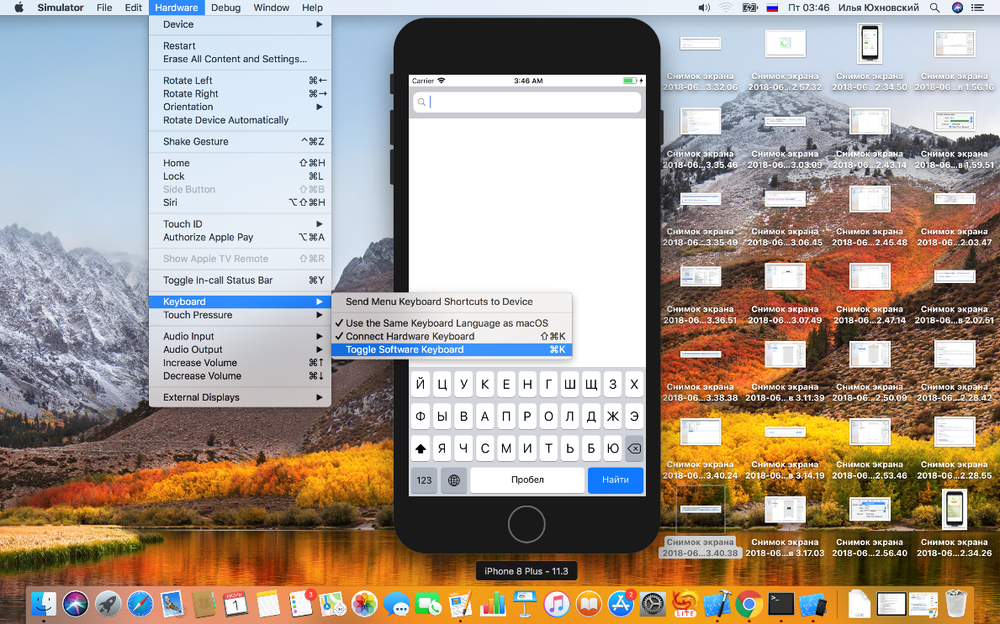 Simulator File Edit Hardware Debug Window Help Пт 03:46 Илья Юхновский
Device
Restart
Erase All Content and Settings...
Rotate Left ⌘←
Rotate Right ⌘→
Orientation
Rotate Device Automatically
Shake Gesture ^⌘Z
Home ⇧⌘H
Lock ⌘L
Side Button ⇧⌘B
Siri ⌥⇧⌘H
Touch ID
Authorize Apple Pay ⌥⌘A
Show Apple TV Remote ⇧⌘R
Toggle In-call Status Bar ⌘Y
Keyboard
Touch Pressure
Audio Input
Audio Output
Increase Volume ⌘↑
Decrease Volume ⌘↓
External Displays
Send Menu Keyboard Shortcuts to Device
✓ Use the Same Keyboard Language as macOS
✓ Connect Hardware Keyboard ⇧⌘K
Toggle Software Keyboard ⌘K
Carrier 3:46 AM
Й Ц У К Е Н Г Ш Щ З Х
Ф Ы В А П Р О Л Д Ж Э
Я Ч С М И Т Ь Б Ю
123 Пробел Найти
iPhone 8 Plus - 11.3
Снимок экрана Снимок экрана Снимок экрана Снимок экрана
2018-06...3.32.06 2018-06...2.57.32 2018-06...2.34.50 2018-06...в 1.56.16
Снимок экрана Снимок экрана Снимок экрана Снимок экрана
2018-06...3.35.46 2018-06...3.03.09 2018-06...2.43.14 2018-06...в 1.59.51
Снимок экрана Снимок экрана Снимок экрана Снимок экрана
2018-06...3.35.49 2018-06...3.06.45 2018-06...2.45.48 2018-06...2.03.47
Снимок экрана Снимок экрана Снимок экрана Снимок экрана
2018-06...3.36.51 2018-06...3.07.49 2018-06...2.47.14 2018-06...в 2.07.51
Снимок экрана Снимок экрана Снимок экрана Снимок экрана
2018-06...3.38.38 2018-06...в 3.11.39 2018-06...2.50.09 2018-06...2.28.42
Снимок экрана Снимок экрана Снимок экрана Снимок экрана
2018-06...3.40.24 2018-06...в 3.14.19 2018-06...2.53.46 2018-06...2.28.55
Снимок экрана Снимок экрана Снимок экрана Снимок экрана
2018-06...3.40.38 2018-06...в 3.17.03 2018-06...2.56.40 2018-06...2.34.26
1
3
2
LITE